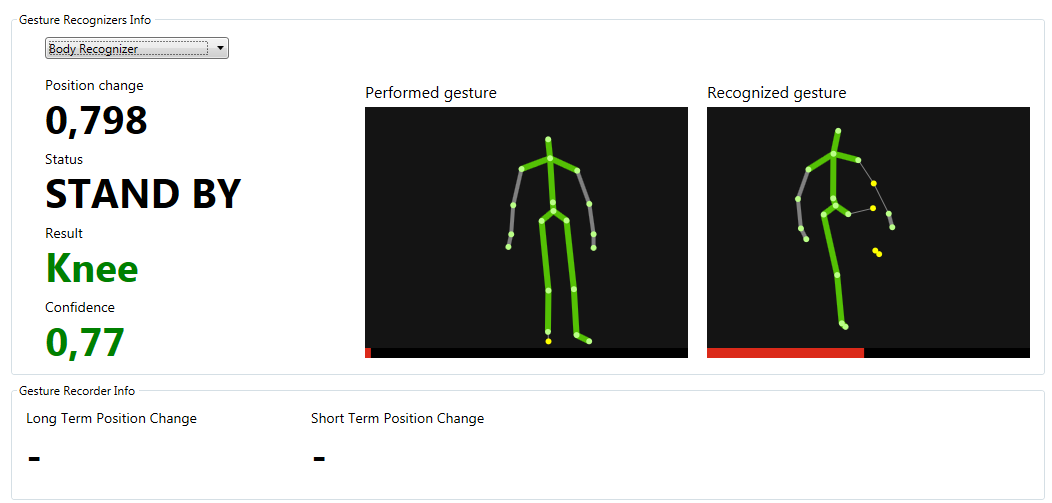 Gesture Recognizers Info
Body Recognizer
Position change
0,798
Status
STAND BY
Result
Knee
Confidence
0,77
Performed gesture
Recognized gesture
Gesture Recorder Info
Long Term Position Change
-
Short Term Position Change
-